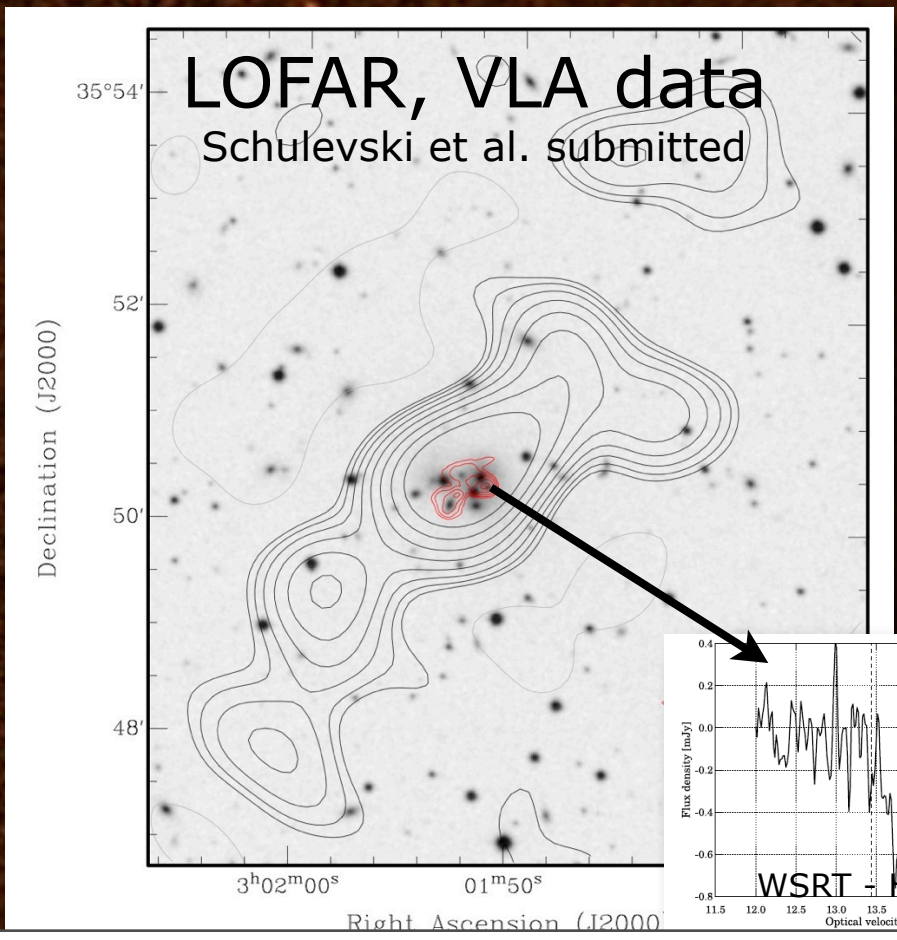 LOFAR, VLA data
Schulevski et al. submitted
35°54′
52′
50′
48′
Declination (J2000)
3ʰ02ᵐ00ˢ
01ᵐ50ˢ
Right Ascension (J2000)
0.4
0.2
0.0
-0.2
-0.4
-0.6
-0.8
Flux density [mJy]
WSRT -
11.5 12.0 12.5 13.0 13.5
Optical